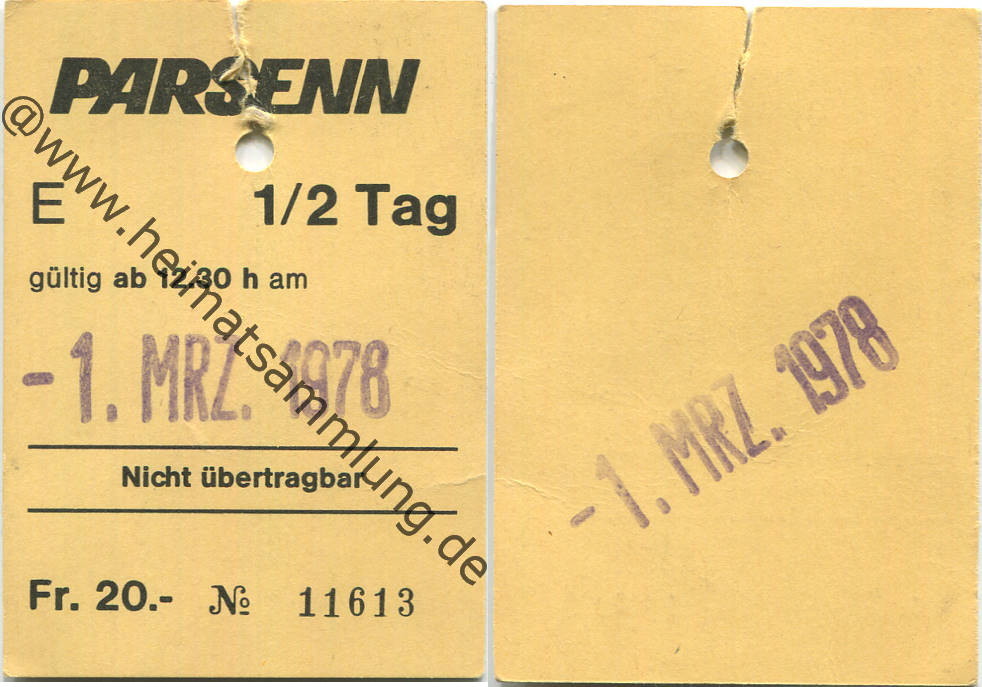 PARSENN
E 1/2 Tag
gültig ab 12.30 h am
-1. MRZ. 1978
Nicht übertragbar
Fr. 20.- № 11613
@www.heimatsammlung.de
-1. MRZ. 1978